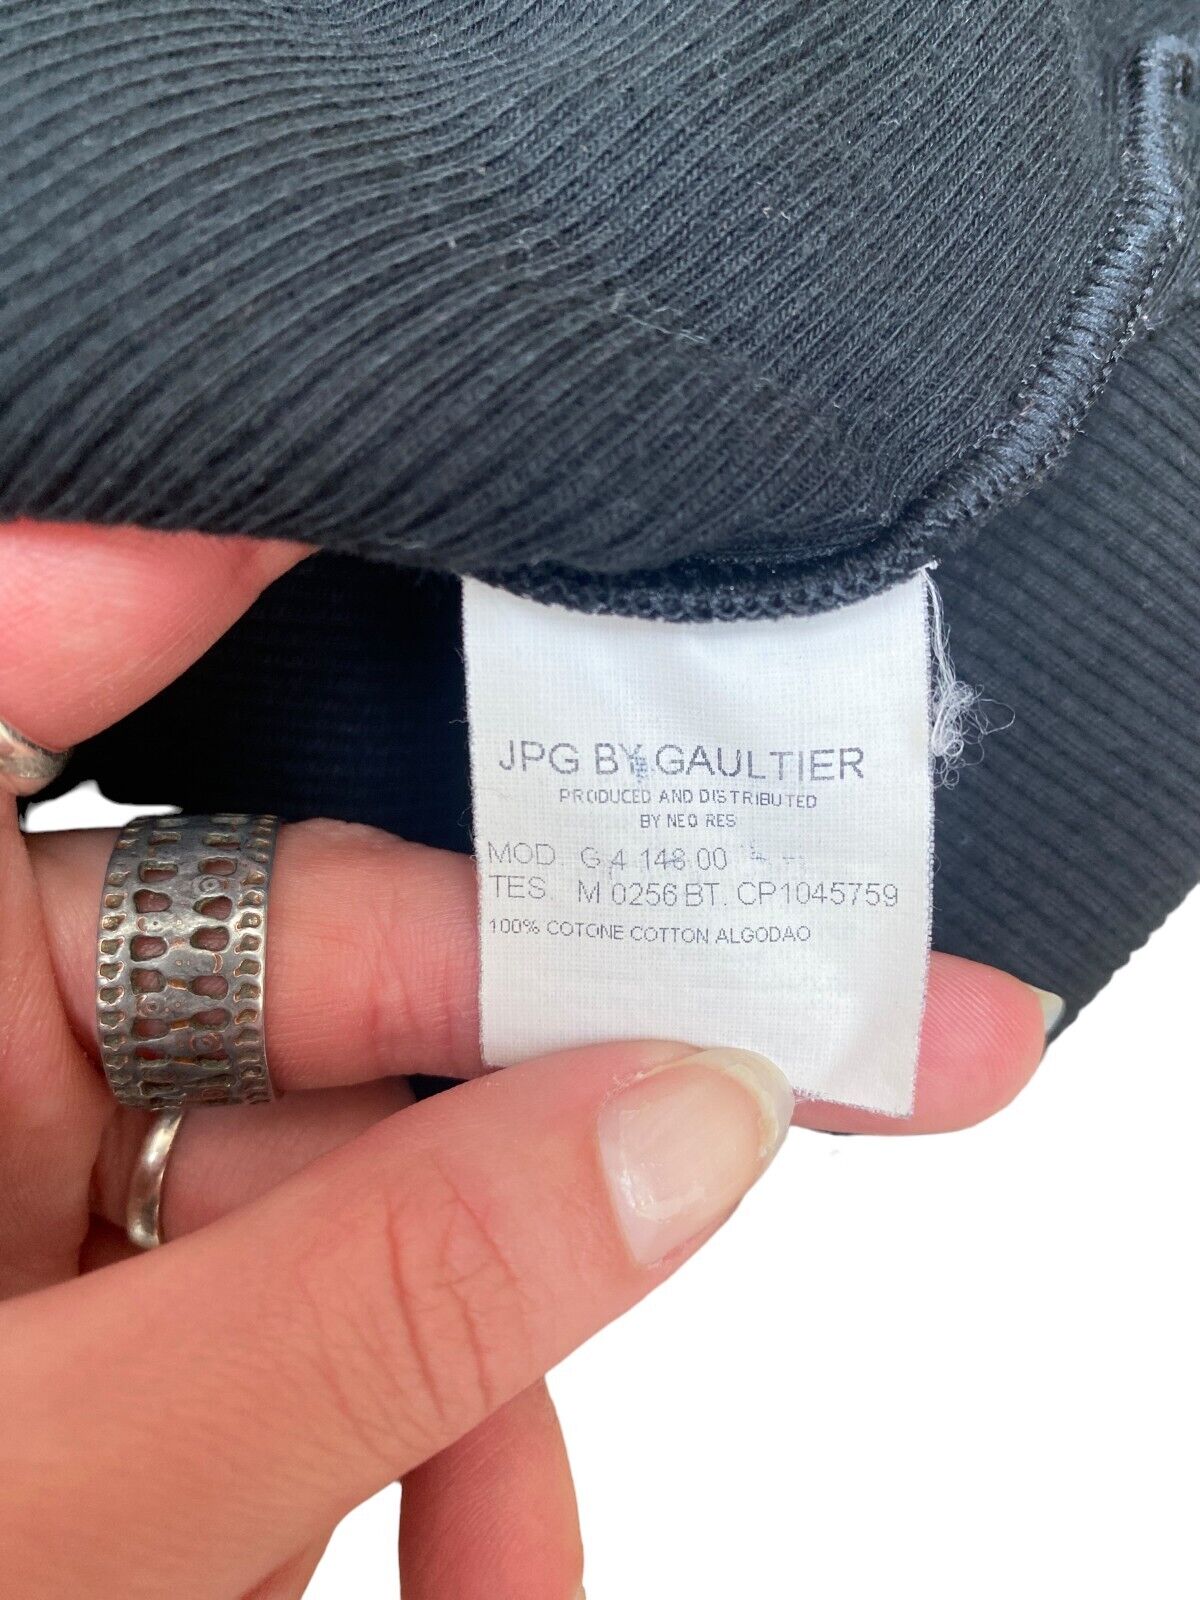 JPG BY GAULTIER
PRODUCED AND DISTRIBUTED
BY NEO RES
MOD. G 4 148 00
TES. M 0256 BT. CP1045759
100% COTONE COTTON ALGODAO